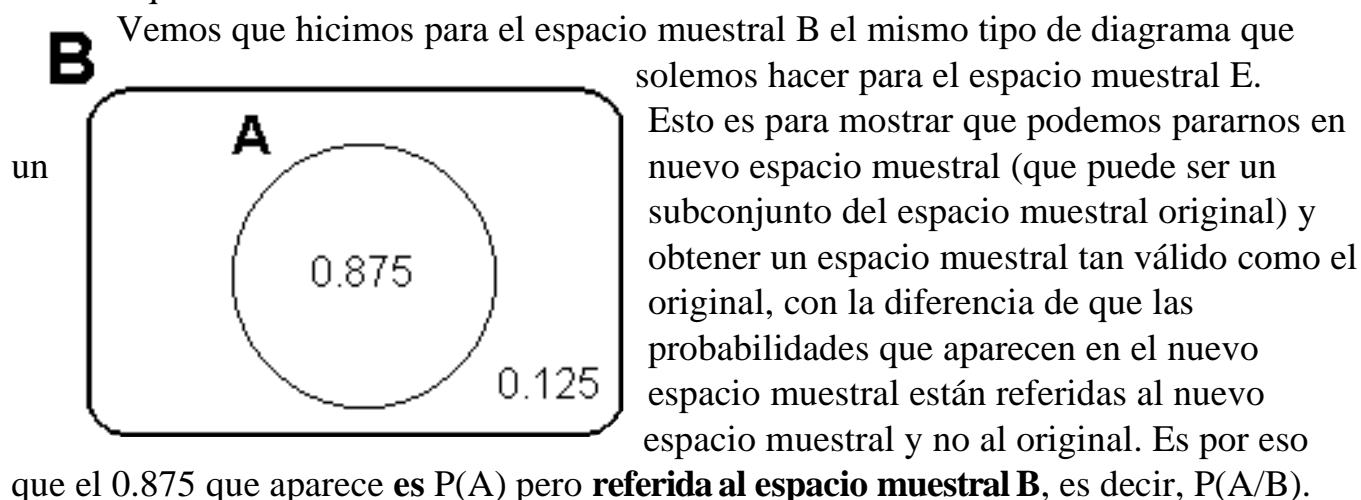 Vemos que hicimos para el espacio muestral B el mismo tipo de diagrama que
B
solemos hacer para el espacio muestral E.
A
Esto es para mostrar que podemos pararnos en
un nuevo espacio muestral (que puede ser un
subconjunto del espacio muestral original) y
0.875
obtener un espacio muestral tan válido como el
original, con la diferencia de que las
probabilidades que aparecen en el nuevo
0.125
espacio muestral están referidas al nuevo
espacio muestral y no al original. Es por eso
que el 0.875 que aparece es P(A) pero referida al espacio muestral B, es decir, P(A/B).